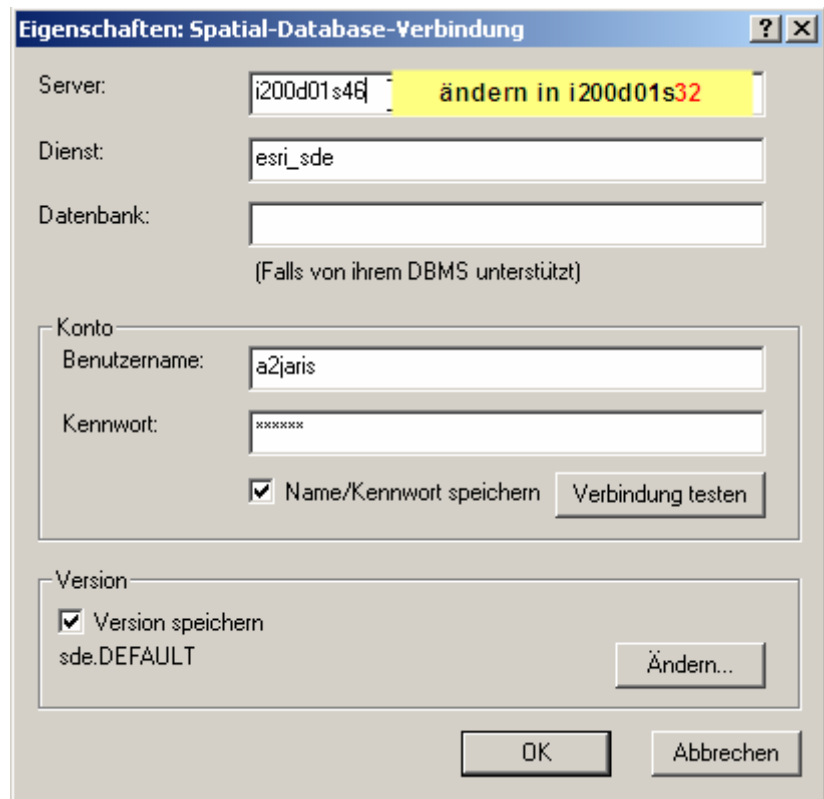 Eigenschaften: Spatial-Database-Verbindung
Server: i200d01s46 ändern in i200d01s32
Dienst: esri_sde
Datenbank:
(Falls von ihrem DBMS unterstützt)
Konto
Benutzername: a2jaris
Kennwort: ××××××
Name/Kennwort speichern Verbindung testen
Version
Version speichern
sde.DEFAULT Ändern...
OK Abbrechen